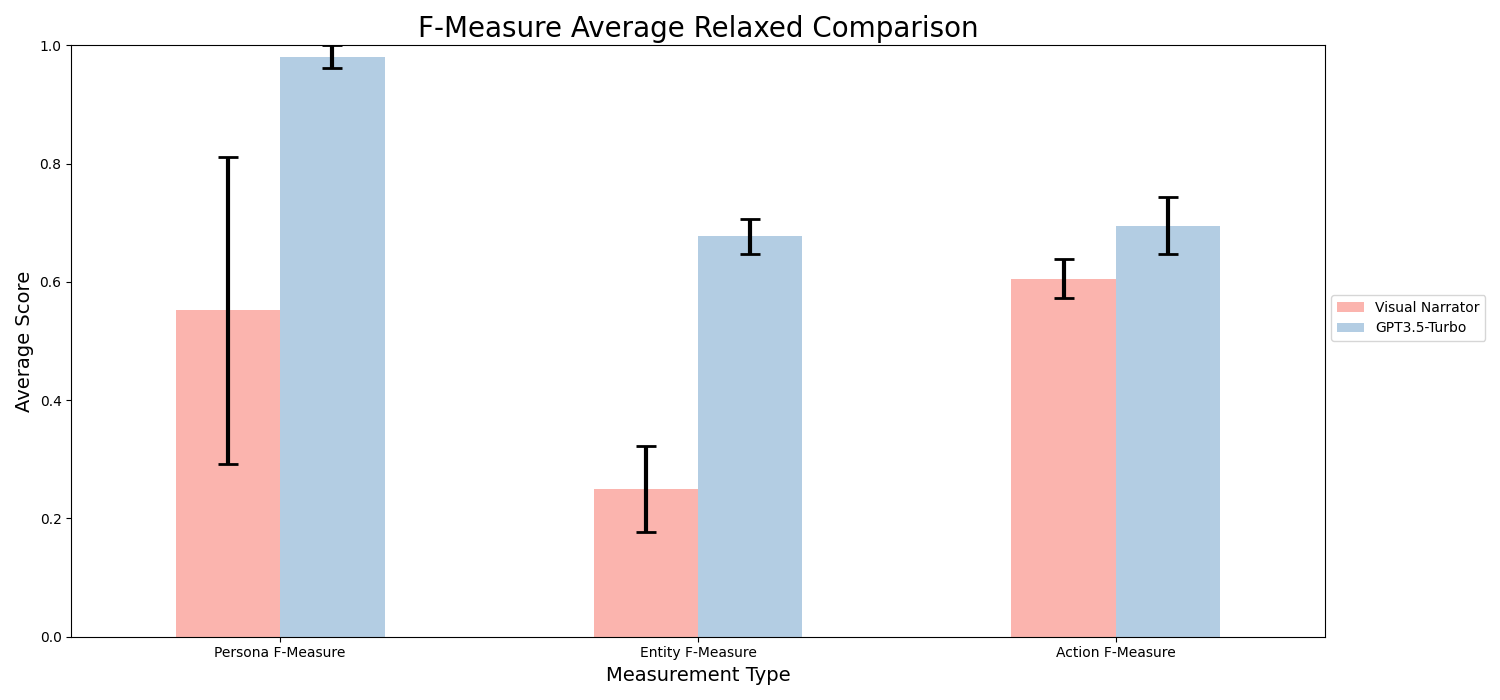 F-Measure Average Relaxed Comparison
1.0
0.8
0.6
0.4
0.2
0.0
Average Score
Persona F-Measure
Entity F-Measure
Action F-Measure
Measurement Type
Visual Narrator
GPT3.5-Turbo